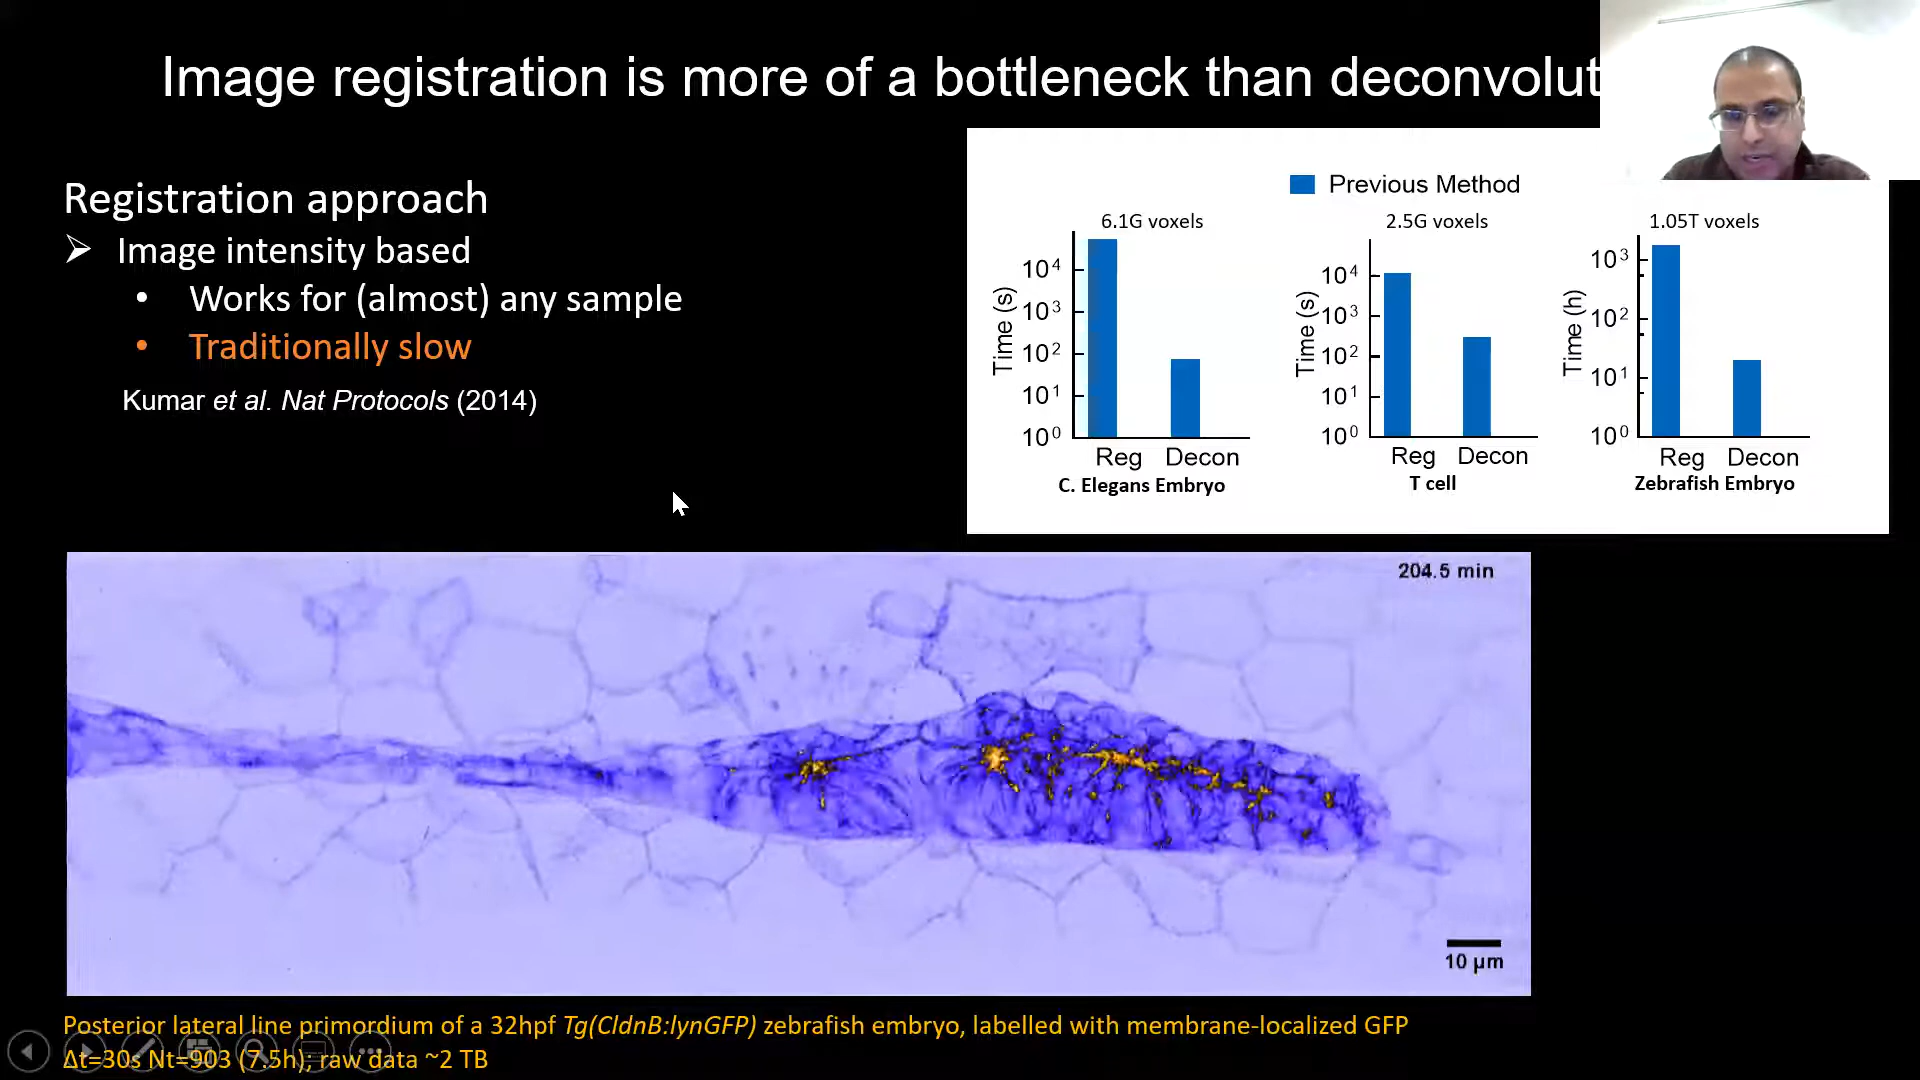 Image registration is more of a bottleneck than deconvolut
Registration approach
➢ Image intensity based
• Works for (almost) any sample
• Traditionally slow
Kumar et al. Nat Protocols (2014)
Previous Method
6.1G voxels
Time (s)
10⁴
10³
10²
10¹
10⁰
Reg Decon
C. Elegans Embryo
2.5G voxels
Time (s)
10⁴
10³
10²
10¹
10⁰
Reg Decon
T cell
1.05T voxels
Time (h)
10³
10²
10¹
10⁰
Reg Decon
Zebrafish Embryo
204.5 min
10 µm
Posterior lateral line primordium of a 32hpf Tg(CldnB:lynGFP) zebrafish embryo, labelled with membrane-localized GFP
Δt=30s Nt=903 (7.5h); raw data ~2 TB